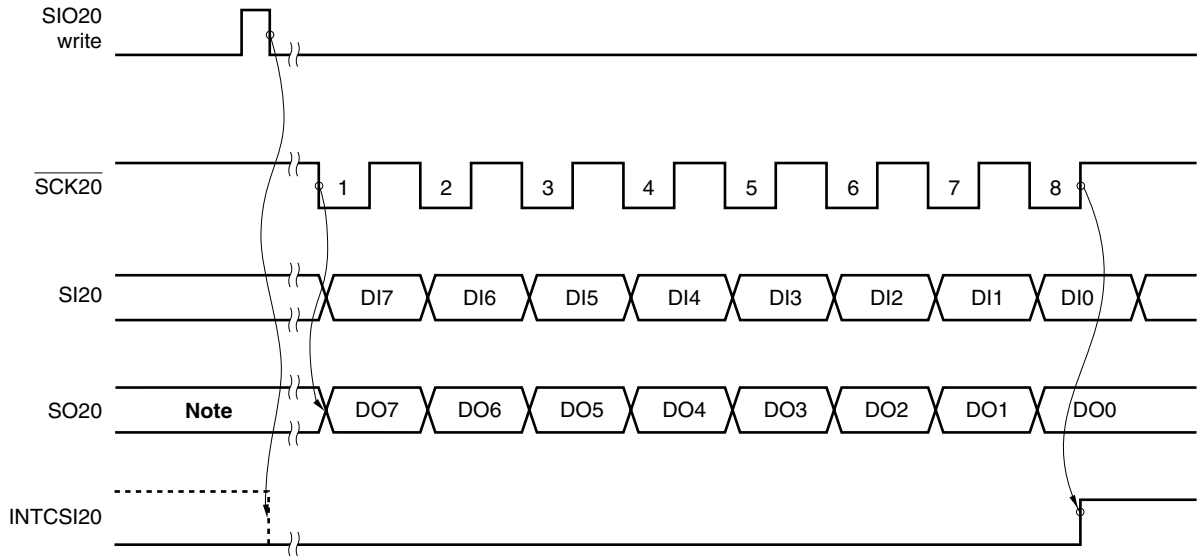 SIO20
write
SCK20
1 2 3 4 5 6 7 8
SI20
DI7 DI6 DI5 DI4 DI3 DI2 DI1 DI0
SO20
Note DO7 DO6 DO5 DO4 DO3 DO2 DO1 DO0
INTCSI20